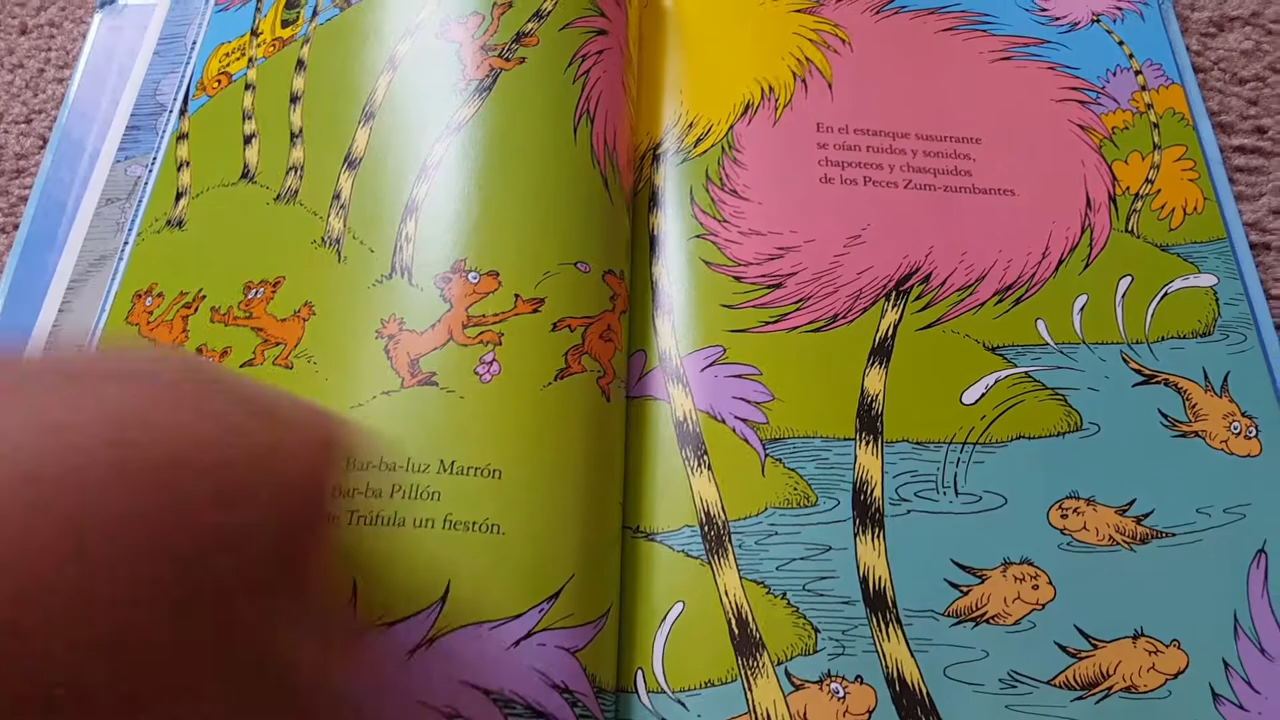 Bar-ba-luz Marrón
Bar-ba Pillón
Trúfula un fiestón.
En el estanque susurrante
se oían ruidos y sonidos,
chapoteos y chasquidos
de los Peces Zum-zumbantes.